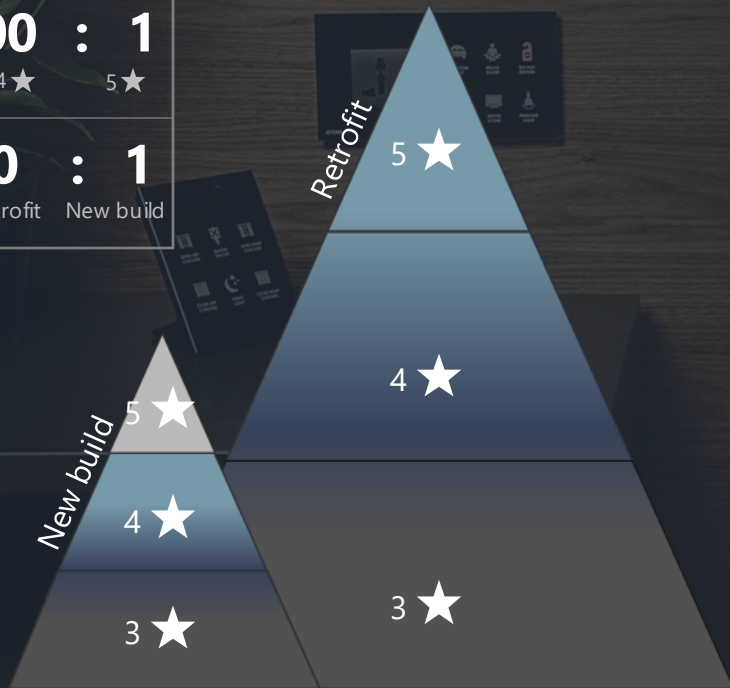 00 : 1
4★ 5★
0 : 1
rofit New build
Retrofit
5 ★
4 ★
3 ★
New build
5 ★
4 ★
3 ★